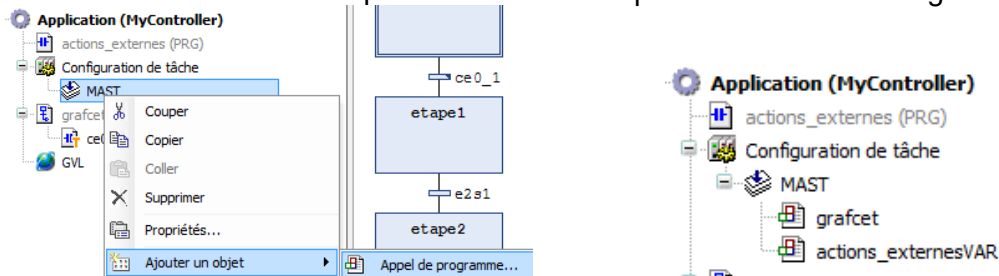 Application (MyController)
actions_externes (PRG)
Configuration de tâche
MAST
grafcet
ce0
GVL
Couper
Copier
Coller
Supprimer
Propriétés...
Ajouter un objet
Appel de programme...
ce0_1
etape1
e2s1
etape2
Application (MyController)
actions_externes (PRG)
Configuration de tâche
MAST
grafcet
actions_externesVAR